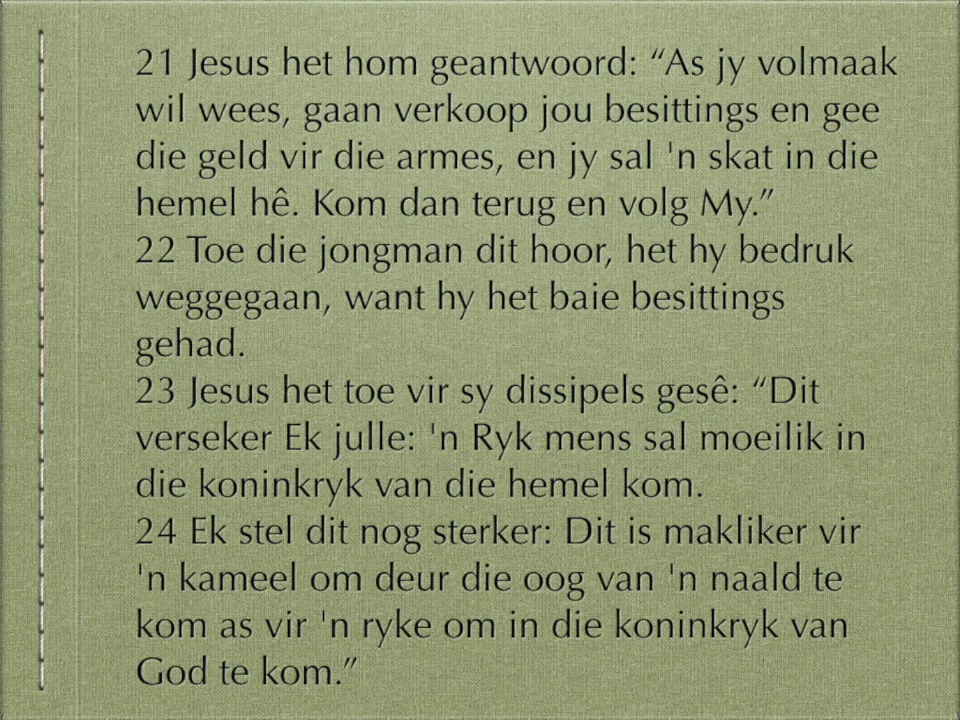 21 Jesus het hom geantwoord: “As jy volmaak
wil wees, gaan verkoop jou besittings en gee
die geld vir die armes, en jy sal 'n skat in die
hemel hê. Kom dan terug en volg My.”
22 Toe die jongman dit hoor, het hy bedruk
weggegaan, want hy het baie besittings
gehad.
23 Jesus het toe vir sy dissipels gesê: “Dit
verseker Ek julle: 'n Ryk mens sal moeilik in
die koninkryk van die hemel kom.
24 Ek stel dit nog sterker: Dit is makliker vir
'n kameel om deur die oog van 'n naald te
kom as vir 'n ryke om in die koninkryk van
God te kom.”